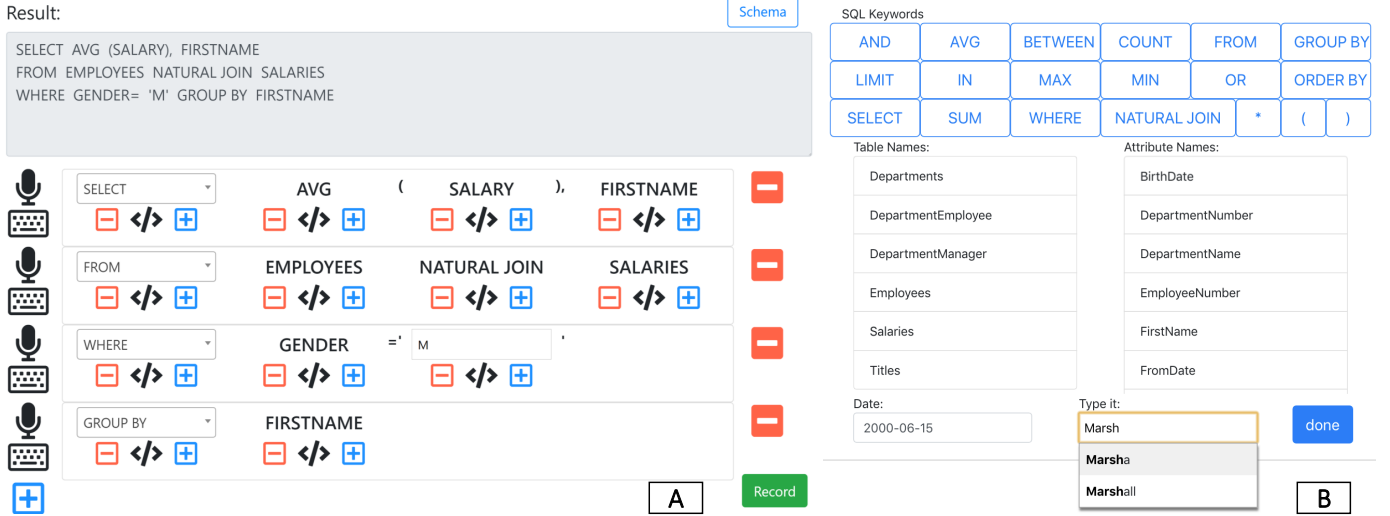 Result:
Schema
SELECT AVG (SALARY), FIRSTNAME
FROM EMPLOYEES NATURAL JOIN SALARIES
WHERE GENDER= 'M' GROUP BY FIRSTNAME
SELECT AVG ( SALARY ), FIRSTNAME
</>  </>  </>  </>
FROM EMPLOYEES NATURAL JOIN SALARIES
</>  </>  </>  </>
WHERE GENDER =' M '
</>  </>  </>
GROUP BY FIRSTNAME
</>  </>
Record
A
SQL Keywords
AND AVG BETWEEN COUNT FROM GROUP BY
LIMIT IN MAX MIN OR ORDER BY
SELECT SUM WHERE NATURAL JOIN * ( )
Table Names:
Departments
DepartmentEmployee
DepartmentManager
Employees
Salaries
Titles
Attribute Names:
BirthDate
DepartmentNumber
DepartmentName
EmployeeNumber
FirstName
FromDate
Date:
2000-06-15
Type it:
Marsh
Marsha
Marshall
done
B